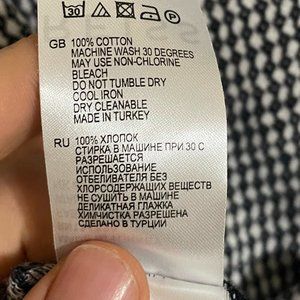 30 P
GB 100% COTTON
MACHINE WASH 30 DEGREES
MAY USE NON-CHLORINE
BLEACH
DO NOT TUMBLE DRY
COOL IRON
DRY CLEANABLE
MADE IN TURKEY
RU 100% ХЛОПОК
СТИРКА В МАШИНЕ ПРИ 30 С
РАЗРЕШАЕТСЯ
ИСПОЛЬЗОВАНИЕ
ОТБЕЛИВАТЕЛЯ БЕЗ
ХЛОРСОДЕРЖАЩИХ ВЕЩЕСТВ
НЕ СУШИТЬ В МАШИНЕ
ДЕЛИКАТНАЯ ГЛАЖКА
ХИМЧИСТКА РАЗРЕШЕНА
СДЕЛАНО В ТУРЦИИ